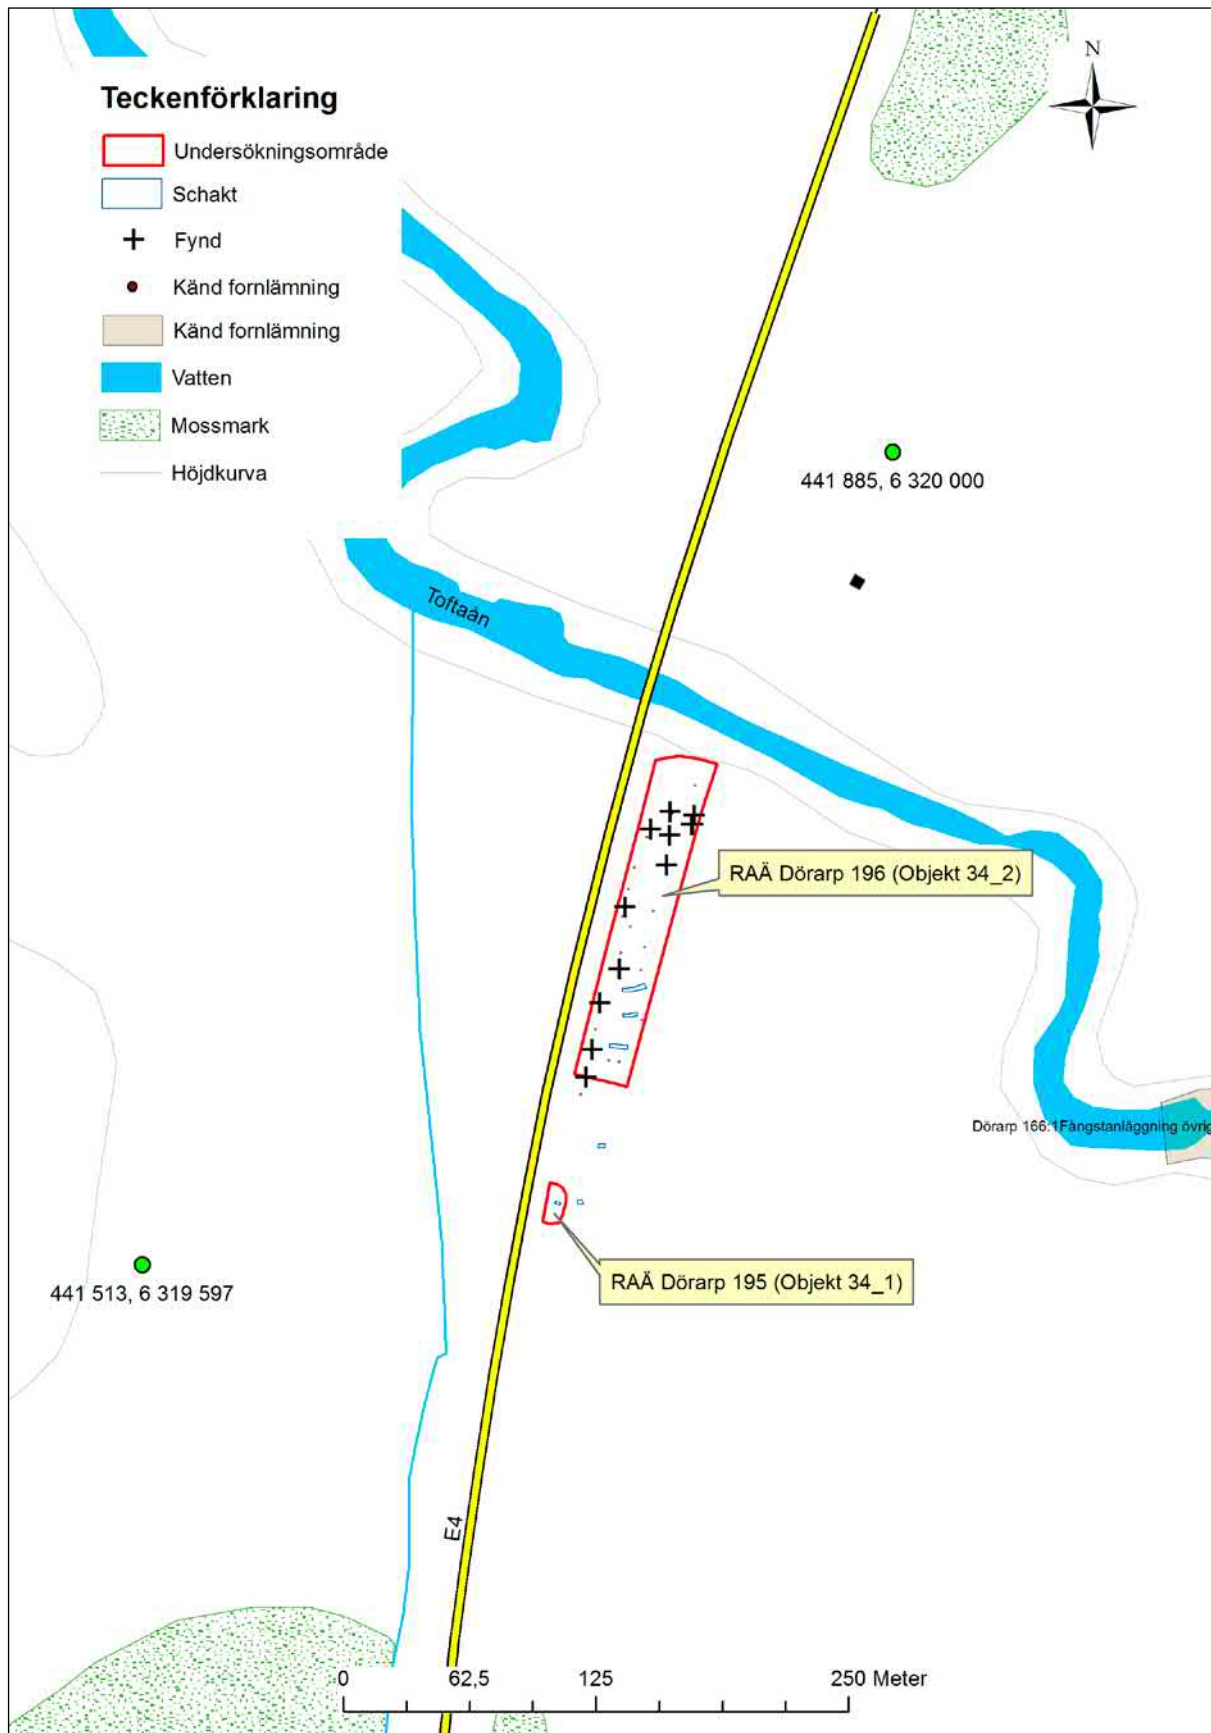 N
Teckenförklaring
Undersökningsområde
Schakt
Fynd
Känd fornlämning
Känd fornlämning
Vatten
Mossmark
Höjdkurva
441 885, 6 320 000
Toftaån
RAÄ Dörarp 196 (Objekt 34_2)
Dörarp 166:1Fångstanläggning övrig
441 513, 6 319 597
RAÄ Dörarp 195 (Objekt 34_1)
E4
0 62,5 125 250 Meter